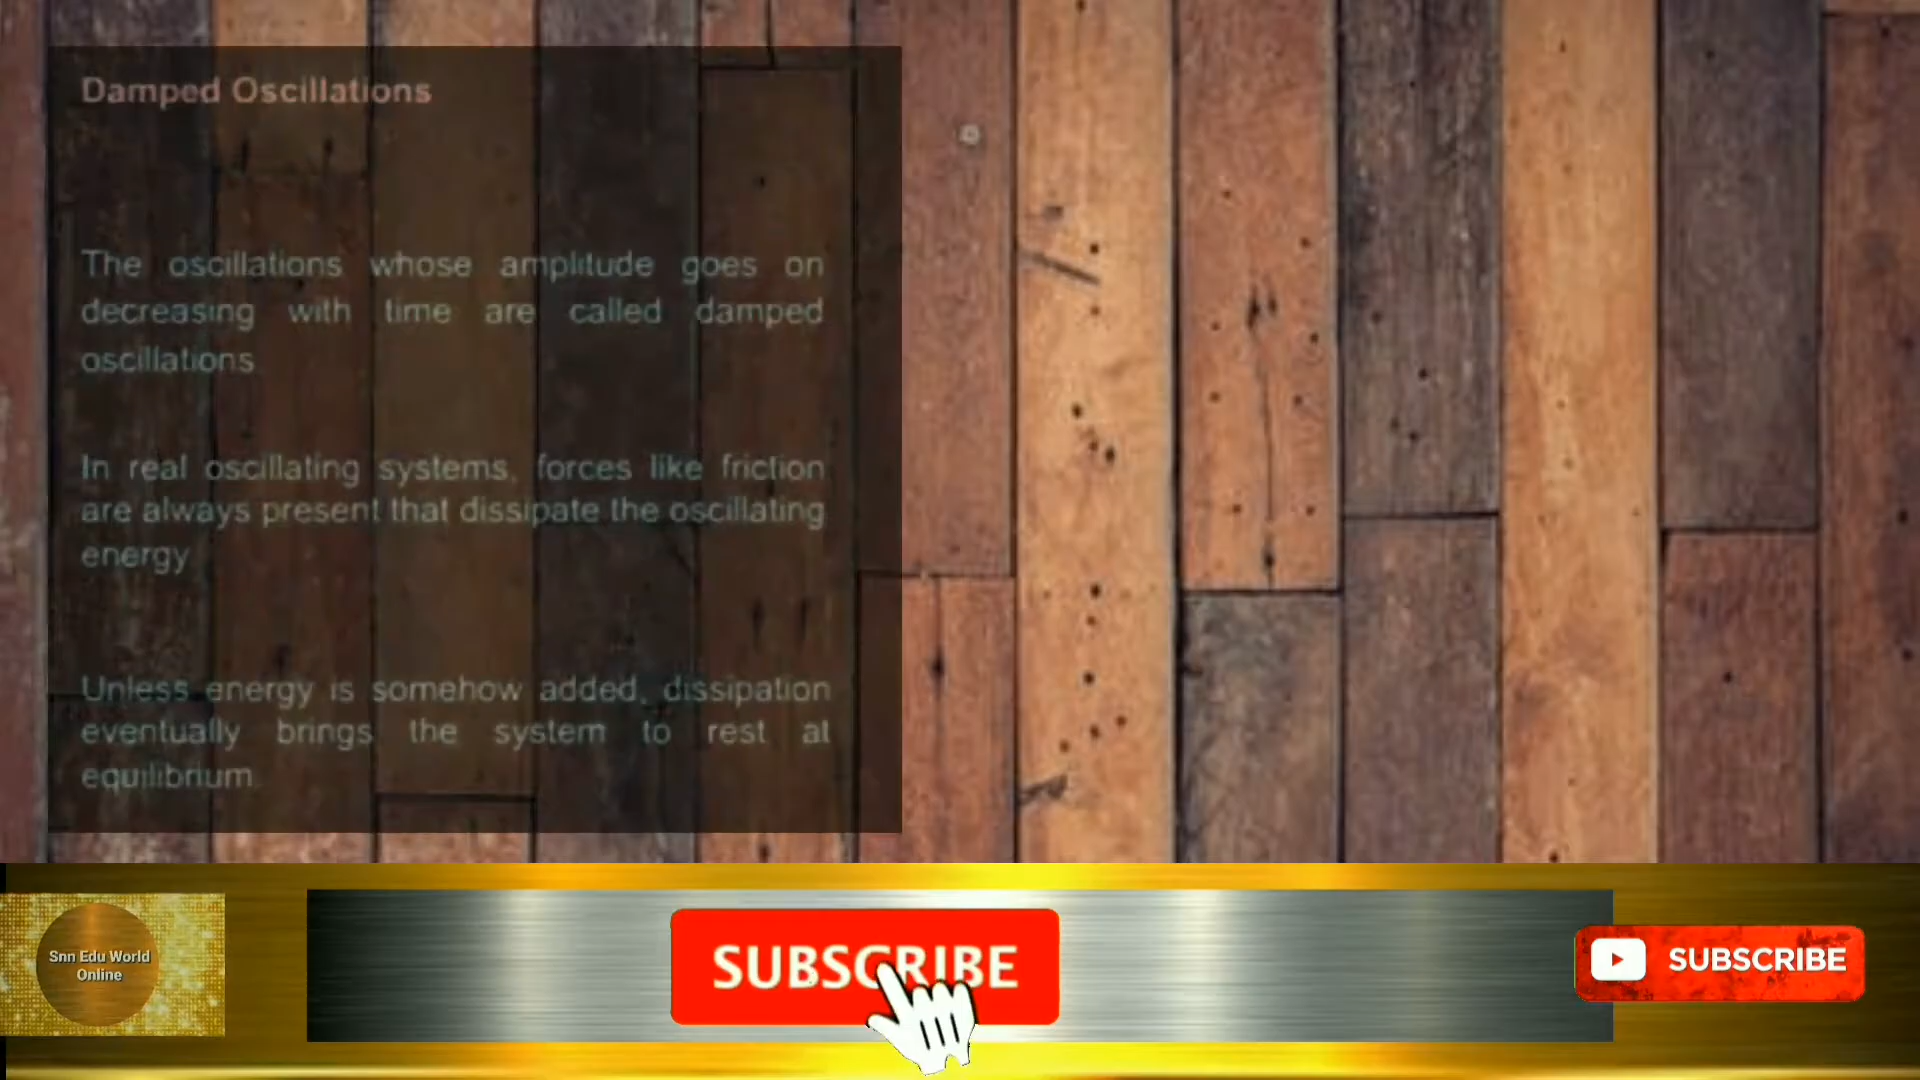 Damped Oscillations
The oscillations whose amplitude goes on
decreasing with time are called damped
oscillations
In real oscillating systems, forces like friction
are always present that dissipate the oscillating
energy
Unless energy is somehow added, dissipation
eventually brings the system to rest at
equilibrium.
Snn Edu World
Online
SUBSCRIBE
SUBSCRIBE